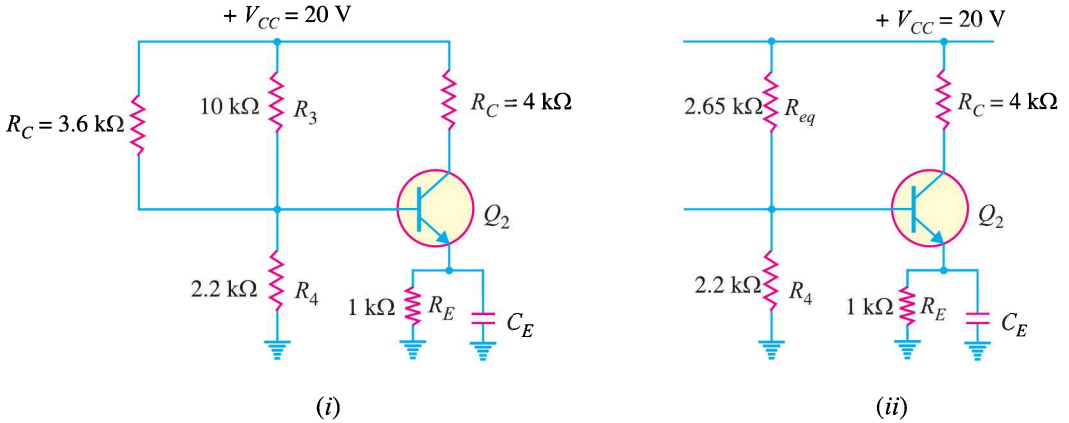 + V_CC = 20 V
R_C = 3.6 kΩ
10 kΩ R_3
R_C = 4 kΩ
Q_2
2.2 kΩ R_4
1 kΩ R_E
C_E
(i)
+ V_CC = 20 V
2.65 kΩ R_eq
R_C = 4 kΩ
Q_2
2.2 kΩ R_4
1 kΩ R_E
C_E
(ii)